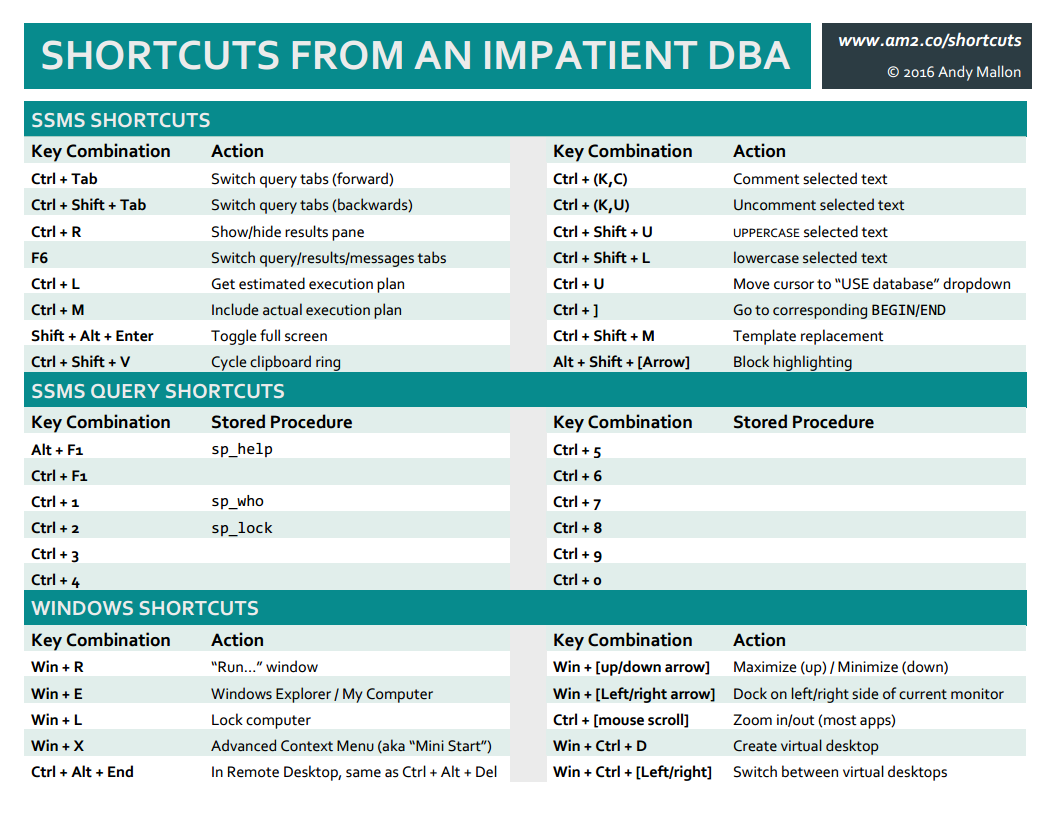 SHORTCUTS FROM AN IMPATIENT DBA
www.am2.co/shortcuts
© 2016 Andy Mallon
SSMS SHORTCUTS
Key Combination Action Key Combination Action
Ctrl + Tab Switch query tabs (forward) Ctrl + (K,C) Comment selected text
Ctrl + Shift + Tab Switch query tabs (backwards) Ctrl + (K,U) Uncomment selected text
Ctrl + R Show/hide results pane Ctrl + Shift + U UPPERCASE selected text
F6 Switch query/results/messages tabs Ctrl + Shift + L lowercase selected text
Ctrl + L Get estimated execution plan Ctrl + U Move cursor to “USE database” dropdown
Ctrl + M Include actual execution plan Ctrl + ] Go to corresponding BEGIN/END
Shift + Alt + Enter Toggle full screen Ctrl + Shift + M Template replacement
Ctrl + Shift + V Cycle clipboard ring Alt + Shift + [Arrow] Block highlighting
SSMS QUERY SHORTCUTS
Key Combination Stored Procedure Key Combination Stored Procedure
Alt + F1 sp_help Ctrl + 5
Ctrl + F1 Ctrl + 6
Ctrl + 1 sp_who Ctrl + 7
Ctrl + 2 sp_lock Ctrl + 8
Ctrl + 3 Ctrl + 9
Ctrl + 4 Ctrl + 0
WINDOWS SHORTCUTS
Key Combination Action Key Combination Action
Win + R “Run…” window Win + [up/down arrow] Maximize (up) / Minimize (down)
Win + E Windows Explorer / My Computer Win + [Left/right arrow] Dock on left/right side of current monitor
Win + L Lock computer Ctrl + [mouse scroll] Zoom in/out (most apps)
Win + X Advanced Context Menu (aka “Mini Start”) Win + Ctrl + D Create virtual desktop
Ctrl + Alt + End In Remote Desktop, same as Ctrl + Alt + Del Win + Ctrl + [Left/right] Switch between virtual desktops